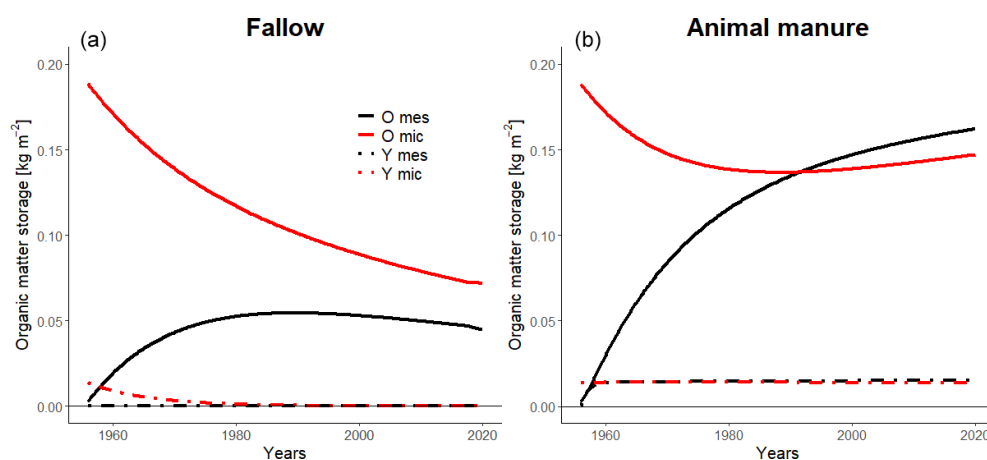 Fallow
(a)
Organic matter storage [kg m⁻²]
0.20
0.15
0.10
0.05
0.00
O mes
O mic
Y mes
Y mic
1960
1980
2000
2020
Years
Animal manure
(b)
Organic matter storage [kg m⁻²]
0.20
0.15
0.10
0.05
0.00
1960
1980
2000
2020
Years